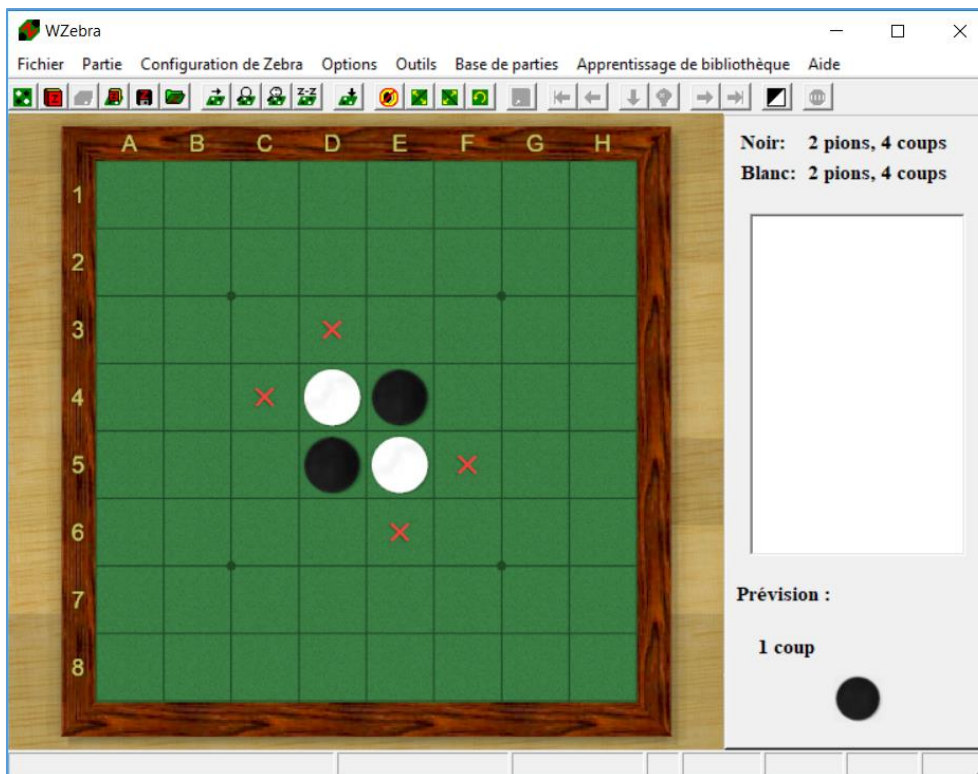 WZebra
Fichier Partie Configuration de Zebra Options Outils Base de parties Apprentissage de bibliothèque Aide
Z-Z
A B C D E F G H
1
2
3
4
5
6
7
8
Noir: 2 pions, 4 coups
Blanc: 2 pions, 4 coups
Prévision :
1 coup